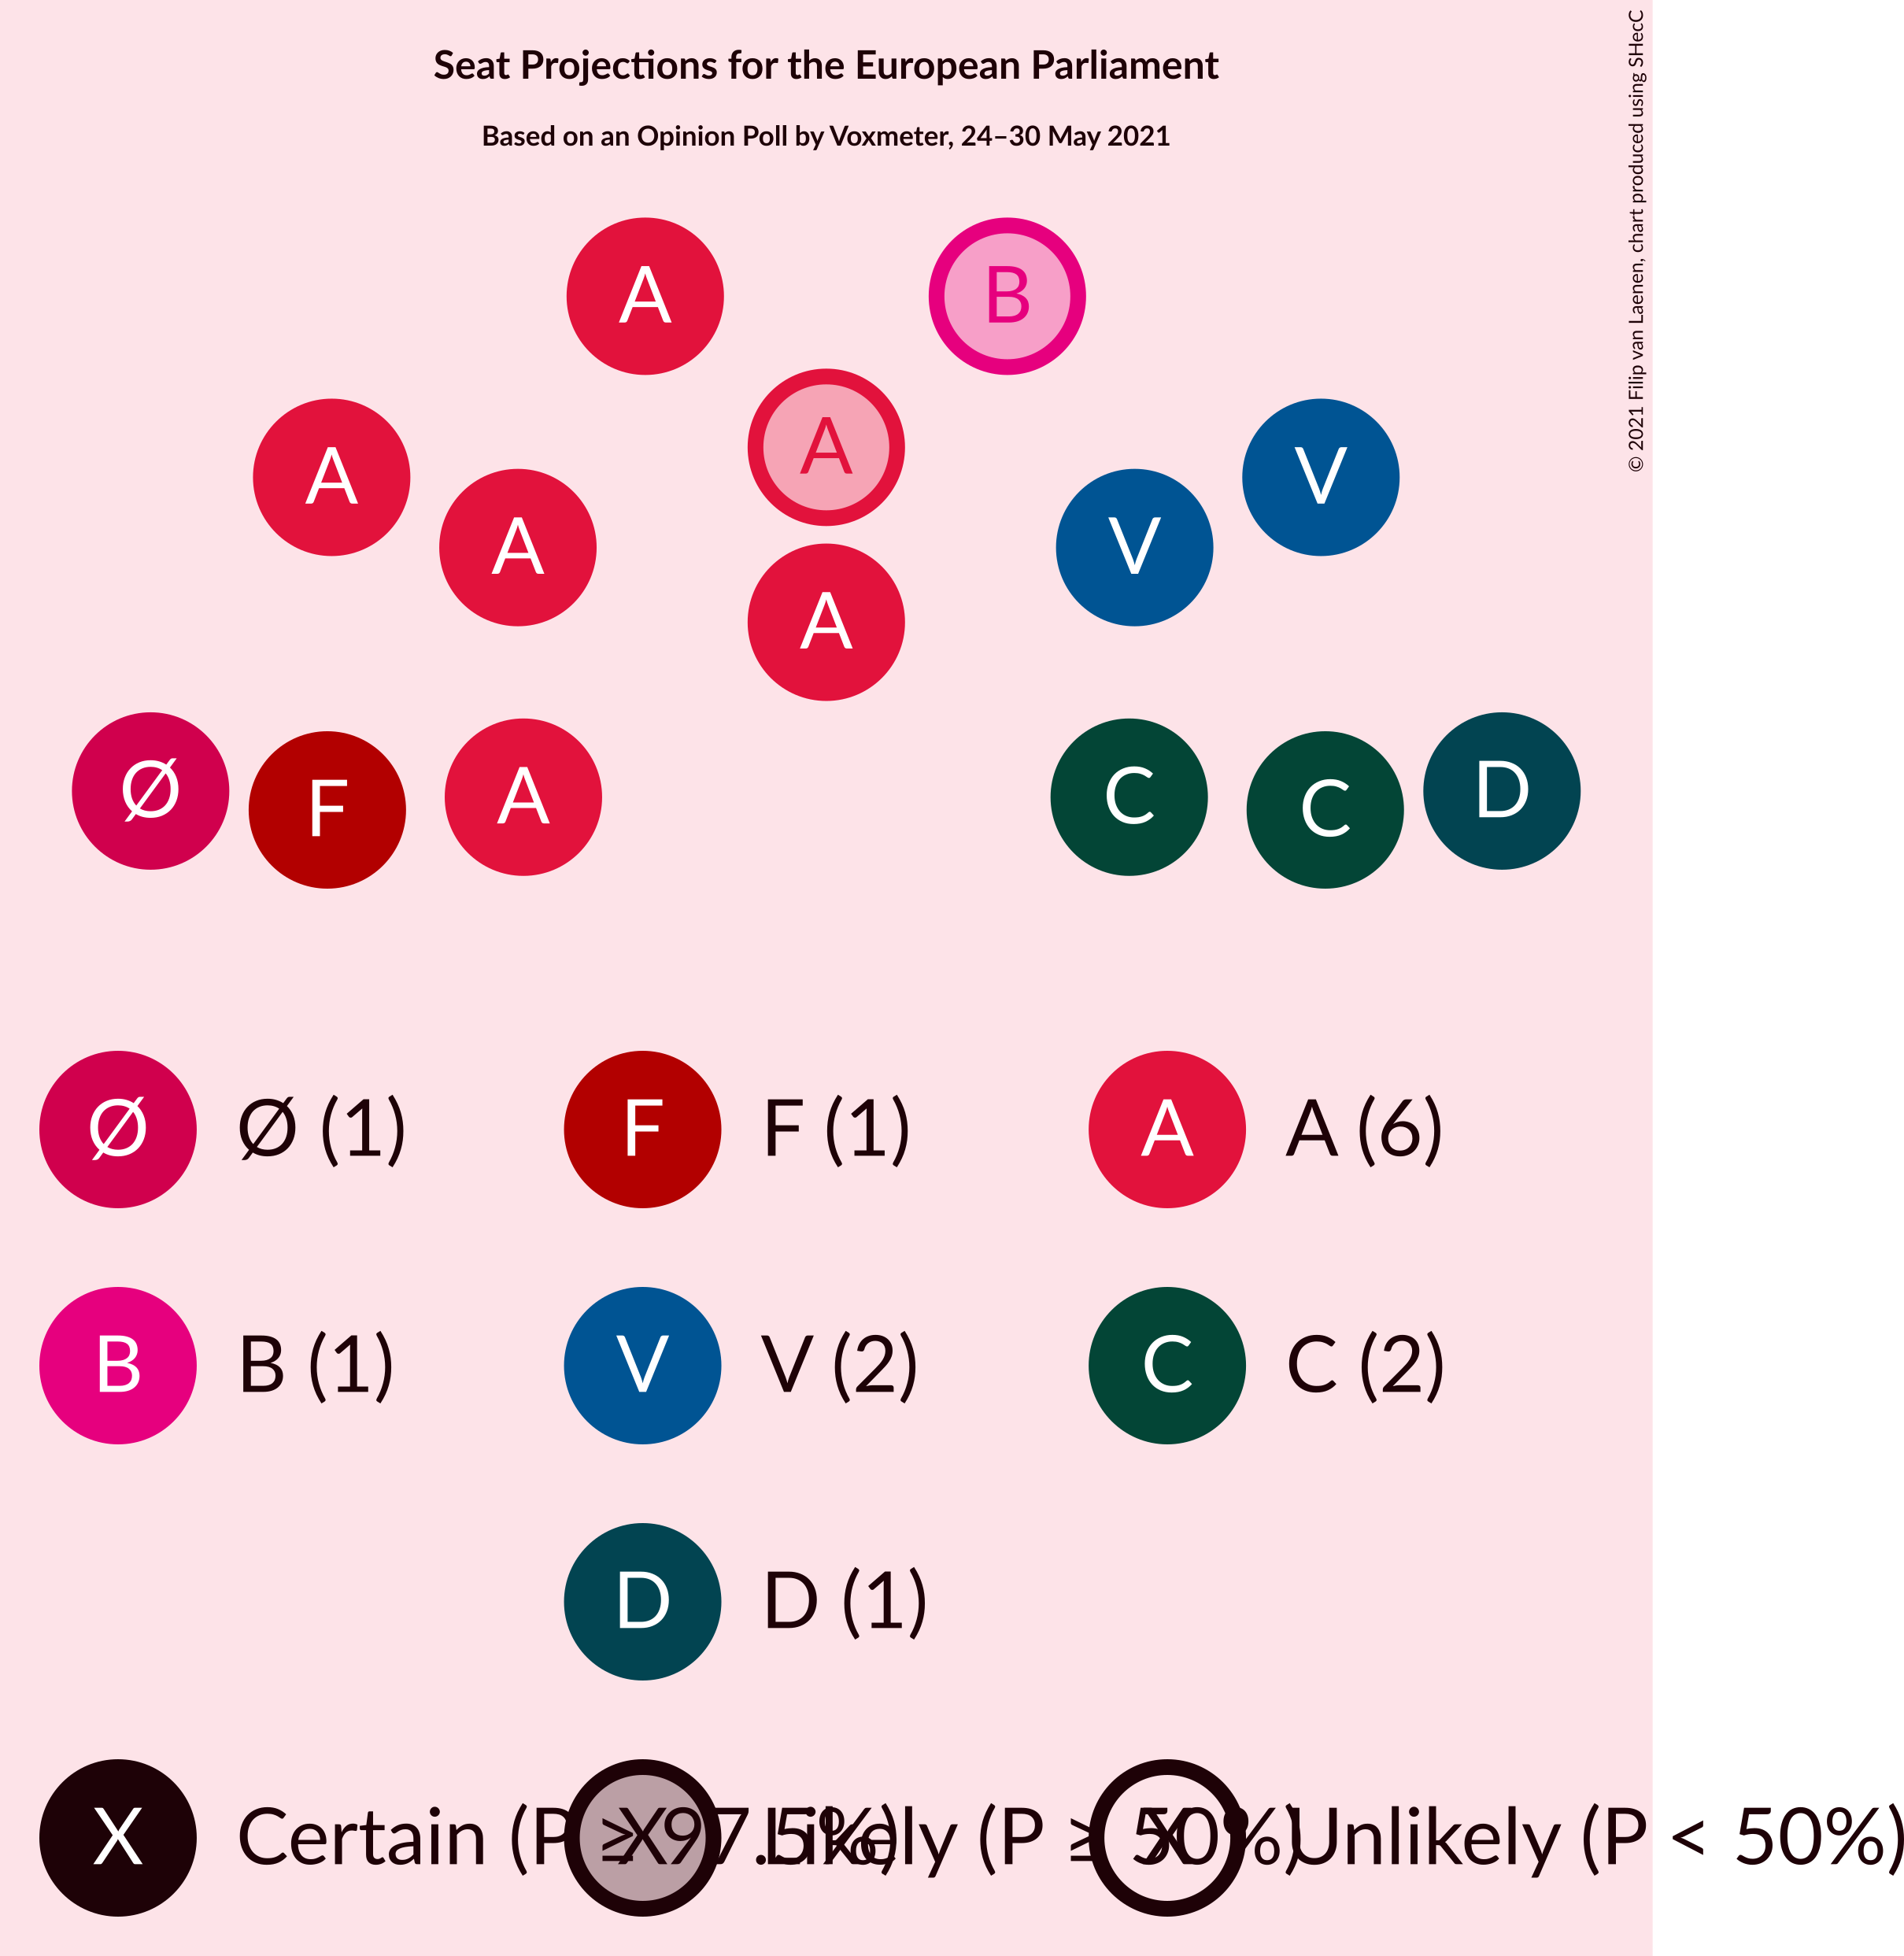 Seat Projections for the European Parliament
Based on an Opinion Poll by Voxmeter, 24–30 May 2021
© 2021 Filip van Laenen, chart produced using SHecC
A
B
A
A
V
A
V
A
Ø
F
A
C
C
D
Ø Ø (1)
F F (1)
A A (6)
B B (1)
V V (2)
C C (2)
D D (1)
X Certain (P ≥ 97.5%)
X Likely (P ≥ 50%)
X Unlikely (P < 50%)